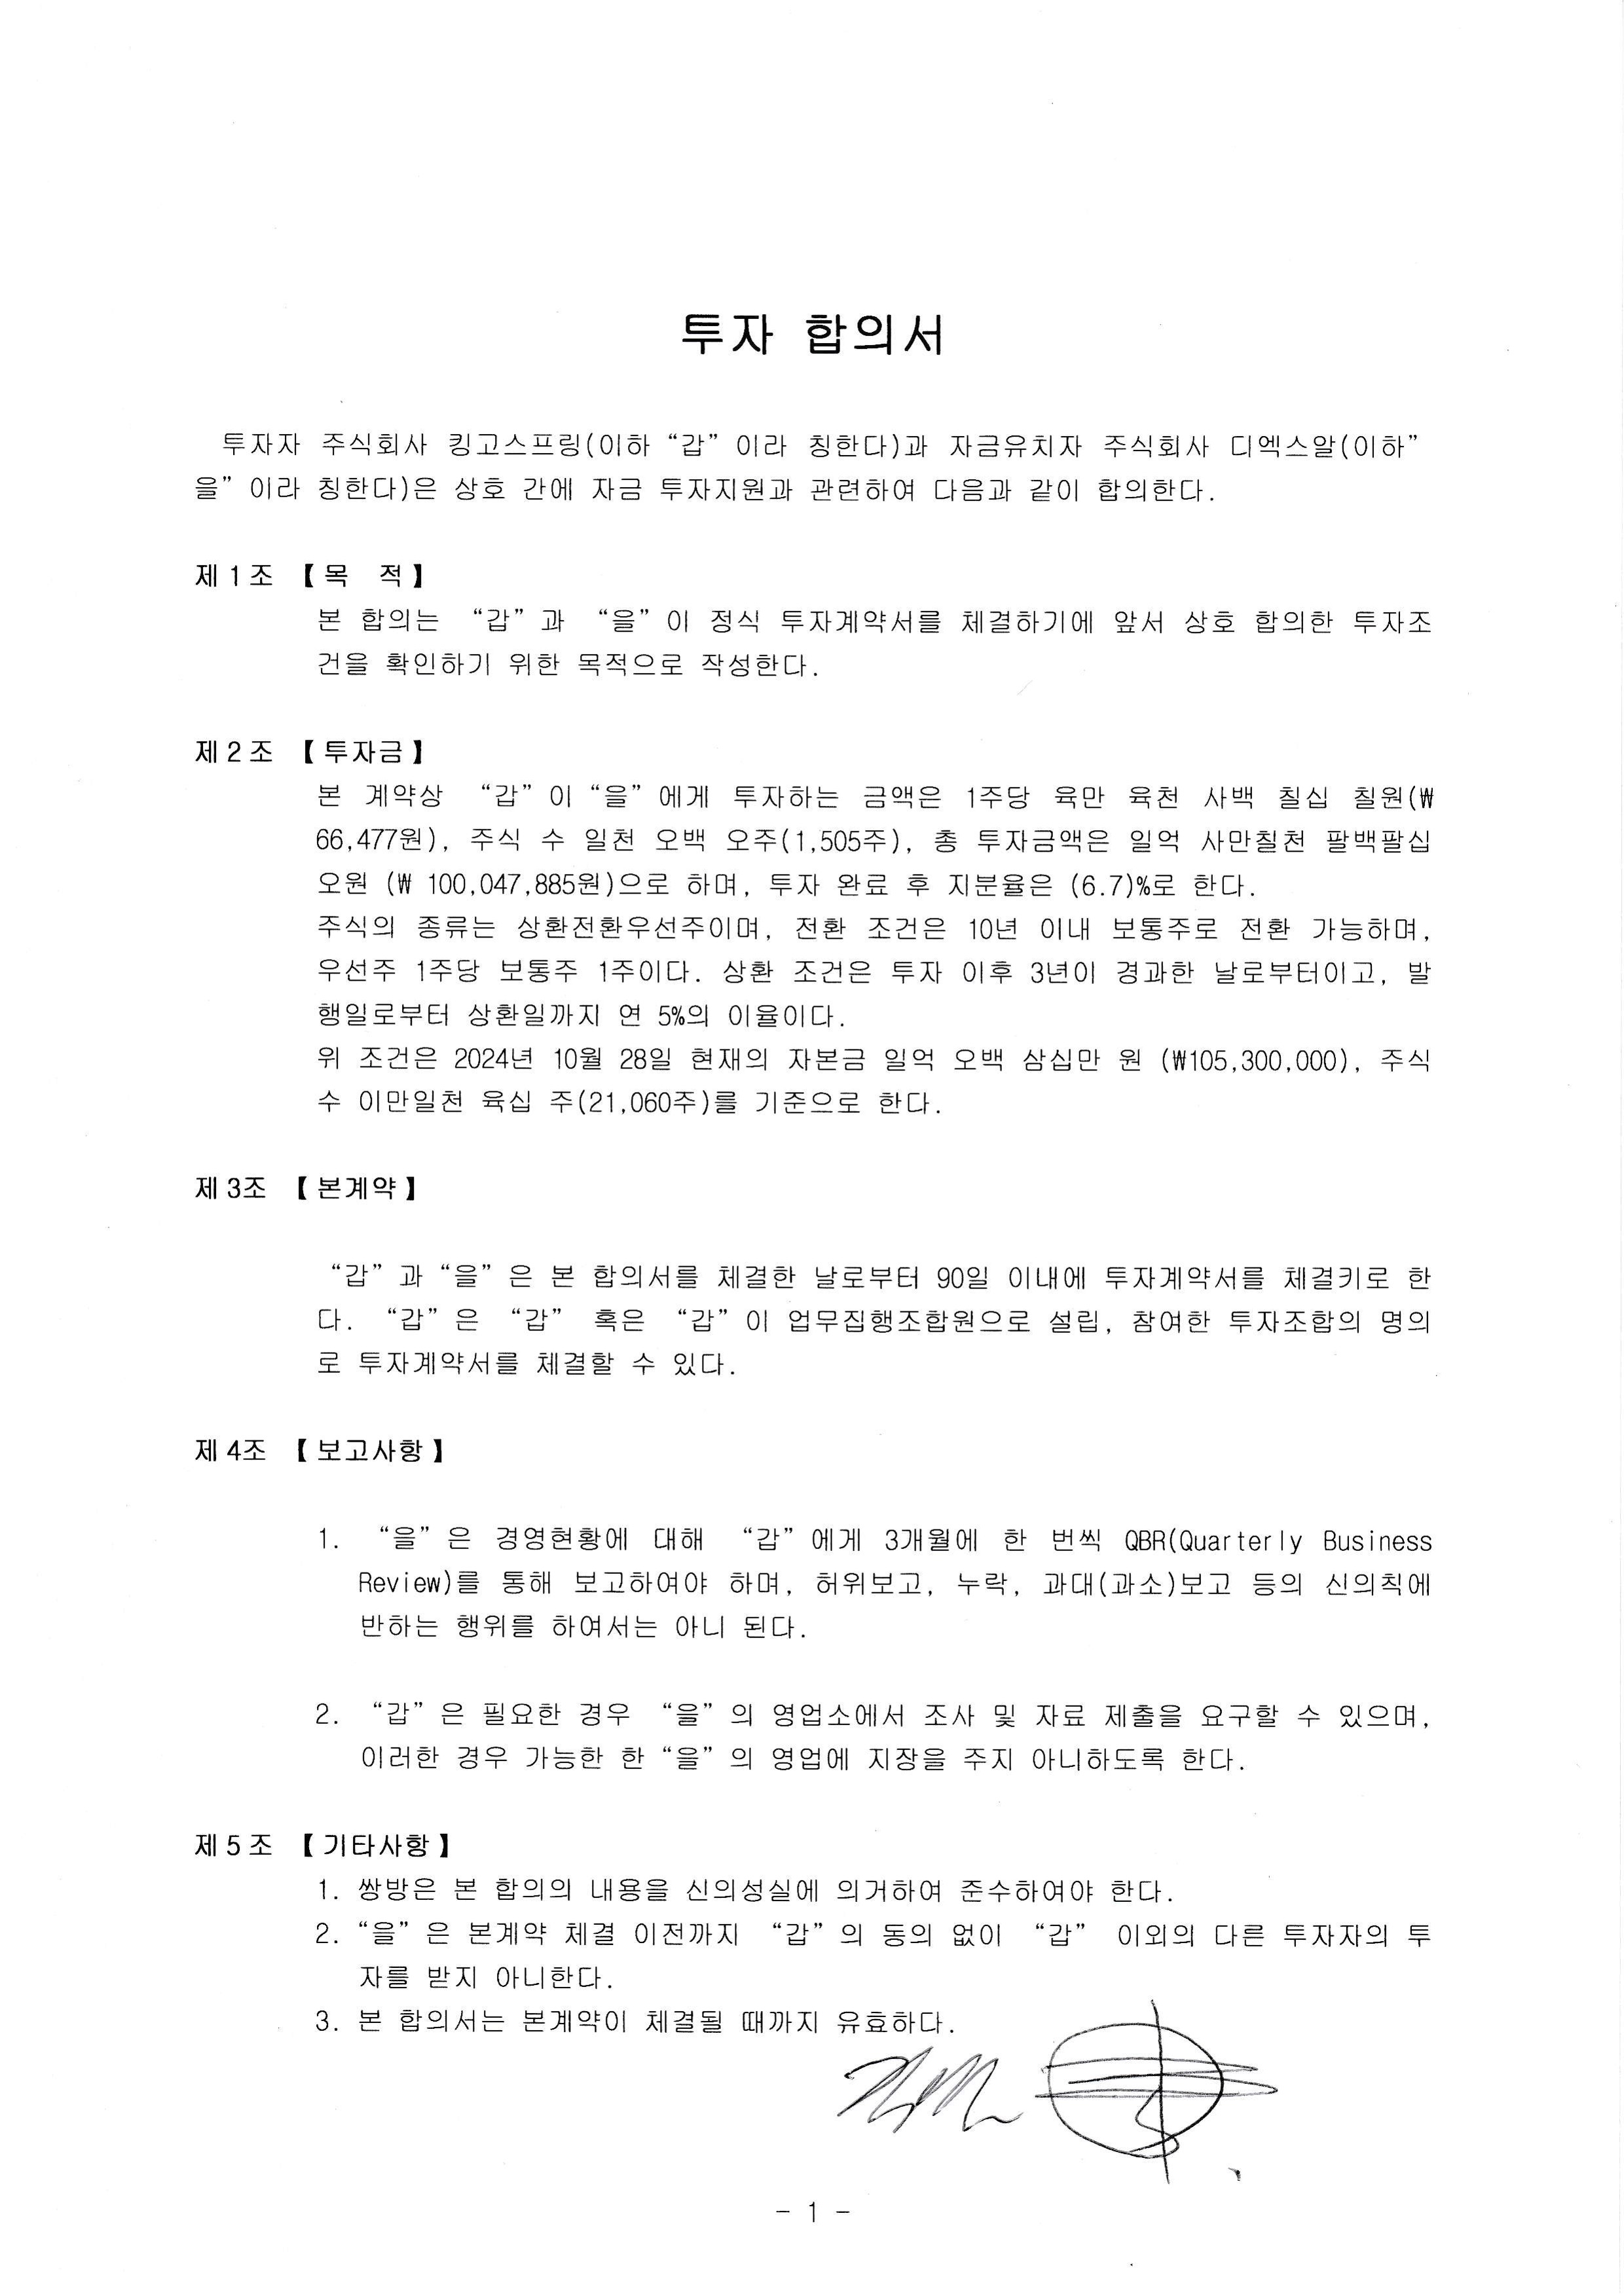 투자 합의서
투자자 주식회사 킹고스프링(이하 “갑” 이라 칭한다)과 자금유치자 주식회사 디엑스알(이하”
을” 이라 칭한다)은 상호 간에 자금 투자지원과 관련하여 다음과 같이 합의한다.
제 1 조 【 목 적 】
본 합의는 “갑” 과 “을” 이 정식 투자계약서를 체결하기에 앞서 상호 합의한 투자조
건을 확인하기 위한 목적으로 작성한다.
제 2 조 【 투자금 】
본 계약상 “갑” 이 “을” 에게 투자하는 금액은 1주당 육만 육천 사백 칠십 칠원(₩
66,477원), 주식 수 일천 오백 오주(1,505주), 총 투자금액은 일억 사만칠천 팔백팔십
오원 (₩ 100,047,885원)으로 하며, 투자 완료 후 지분율은 (6.7)%로 한다.
주식의 종류는 상환전환우선주이며, 전환 조건은 10년 이내 보통주로 전환 가능하며,
우선주 1주당 보통주 1주이다. 상환 조건은 투자 이후 3년이 경과한 날로부터이고, 발
행일로부터 상환일까지 연 5%의 이율이다.
위 조건은 2024년 10월 28일 현재의 자본금 일억 오백 삼십만 원 (₩105,300,000), 주식
수 이만일천 육십 주(21,060주)를 기준으로 한다.
제 3조 【 본계약 】
“갑” 과 “을” 은 본 합의서를 체결한 날로부터 90일 이내에 투자계약서를 체결키로 한
다. “갑” 은 “갑” 혹은 “갑” 이 업무집행조합원으로 설립, 참여한 투자조합의 명의
로 투자계약서를 체결할 수 있다.
제 4조 【 보고사항 】
1. “을” 은 경영현황에 대해 “갑” 에게 3개월에 한 번씩 QBR(Quarterly Business
Review)를 통해 보고하여야 하며, 허위보고, 누락, 과대(과소)보고 등의 신의칙에
반하는 행위를 하여서는 아니 된다.
2. “갑” 은 필요한 경우 “을” 의 영업소에서 조사 및 자료 제출을 요구할 수 있으며,
이러한 경우 가능한 한 “을” 의 영업에 지장을 주지 아니하도록 한다.
제 5 조 【 기타사항 】
1. 쌍방은 본 합의의 내용을 신의성실에 의거하여 준수하여야 한다.
2. “을” 은 본계약 체결 이전까지 “갑” 의 동의 없이 “갑” 이외의 다른 투자자의 투
자를 받지 아니한다.
3. 본 합의서는 본계약이 체결될 때까지 유효하다.
- 1 -